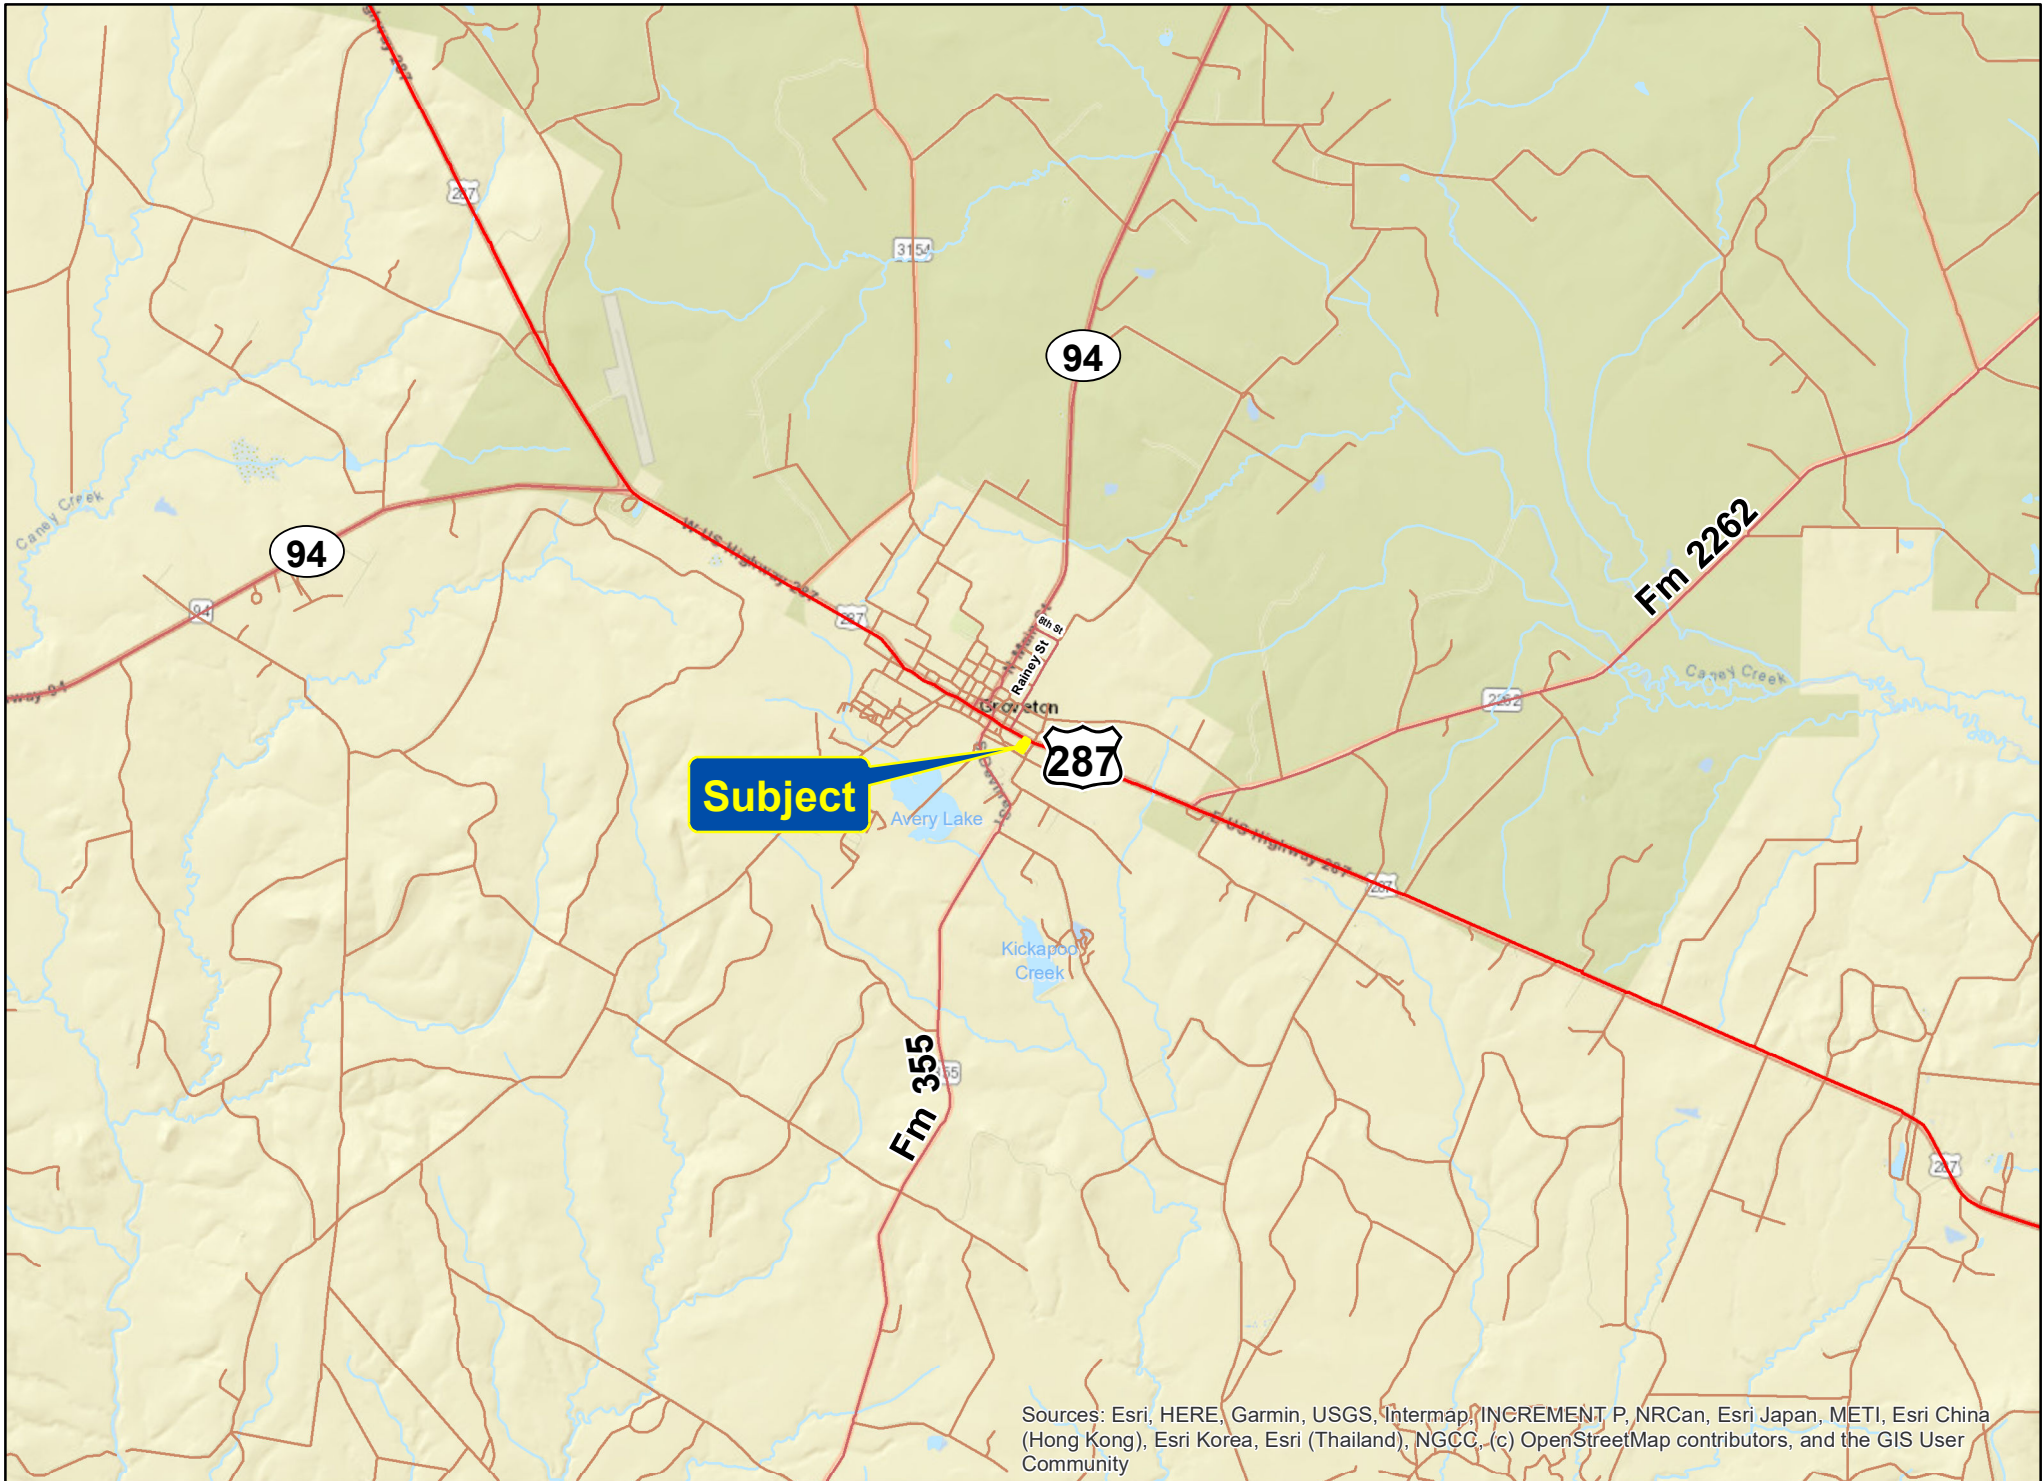 287
3154
94
Caney Creek
94
W US Highway 287
Fm 2262
94
287
8th St
N Main St
Rainey St
Caney Creek
2262
Groveton
287
Subject
Avery Lake
E US Highway 287
287
Kickapoo
Creek
Fm 355
287
Sources: Esri, HERE, Garmin, USGS, Intermap, INCREMENT P, NRCan, Esri Japan, METI, Esri China
(Hong Kong), Esri Korea, Esri (Thailand), NGCC, (c) OpenStreetMap contributors, and the GIS User
Community